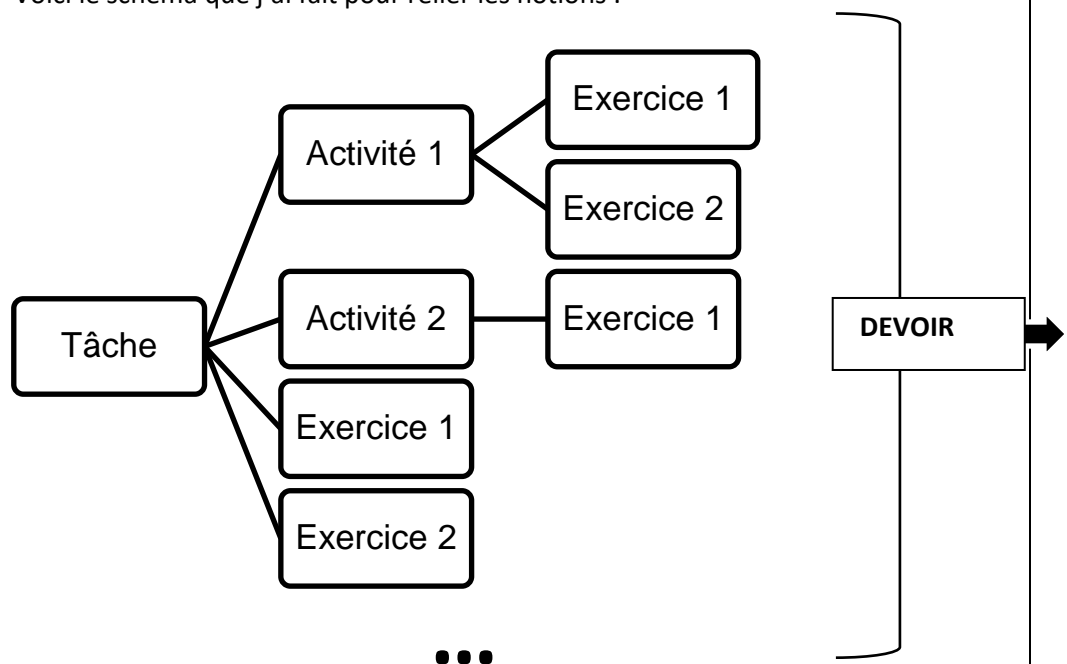 Voici le schéma que j'ai fait pour relier les notions :
Exercice 1
Activité 1
Exercice 2
Activité 2
Exercice 1
Tâche
DEVOIR
Exercice 1
Exercice 2
...